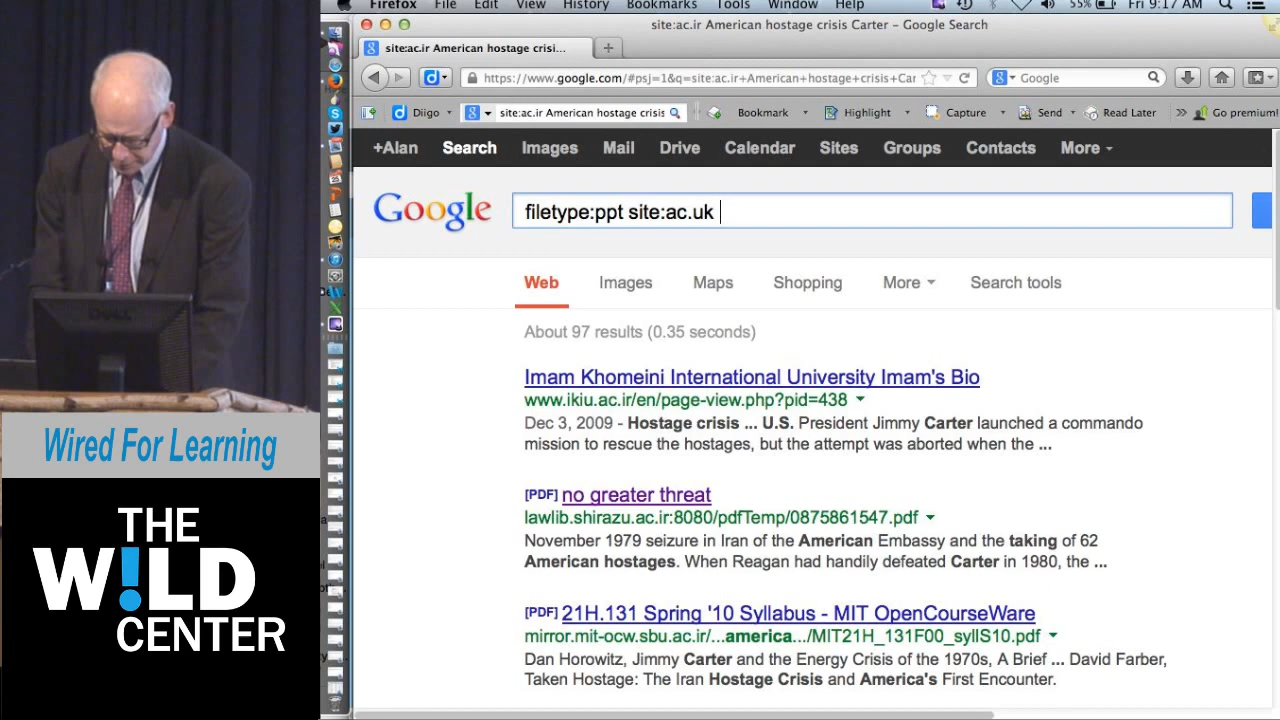 Firefox File Edit View History Bookmarks Tools Window Help 55% Fri 9:17 AM
site:ac.ir American hostage crisis Carter - Google Search
site:ac.ir American hostage crisi...
https://www.google.com/#psj=1&q=site:ac.ir+American+hostage+crisis+Car Google
Diigo site:ac.ir American hostage crisis Bookmark Highlight Capture Send Read Later Go premium!
+Alan Search Images Mail Drive Calendar Sites Groups Contacts More
Google filetype:ppt site:ac.uk
Web Images Maps Shopping More Search tools
About 97 results (0.35 seconds)
Imam Khomeini International University Imam's Bio
www.ikiu.ac.ir/en/page-view.php?pid=438
Dec 3, 2009 - Hostage crisis ... U.S. President Jimmy Carter launched a commando
mission to rescue the hostages, but the attempt was aborted when the ...
[PDF] no greater threat
lawlib.shirazu.ac.ir:8080/pdfTemp/0875861547.pdf
November 1979 seizure in Iran of the American Embassy and the taking of 62
American hostages. When Reagan had handily defeated Carter in 1980, the ...
[PDF] 21H.131 Spring '10 Syllabus - MIT OpenCourseWare
mirror.mit-ocw.sbu.ac.ir/...america.../MIT21H_131F00_syllS10.pdf
Dan Horowitz, Jimmy Carter and the Energy Crisis of the 1970s, A Brief ... David Farber,
Taken Hostage: The Iran Hostage Crisis and America's First Encounter.
DELL
Wired For Learning
THE
W!LD
CENTER